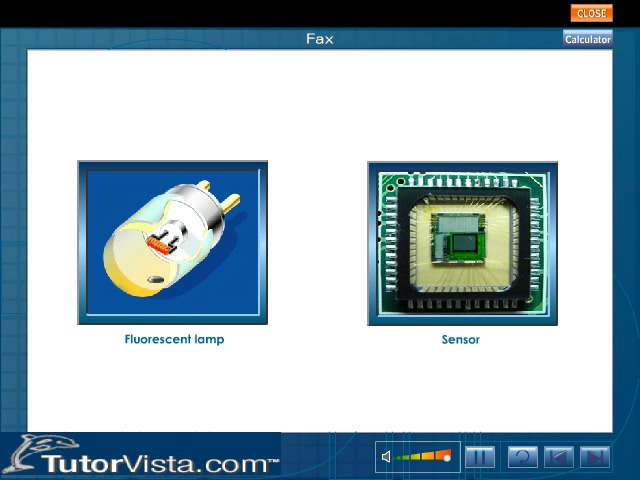 CLOSE
Fax
Calculator
Fluorescent lamp
Sensor
TutorVista.com™